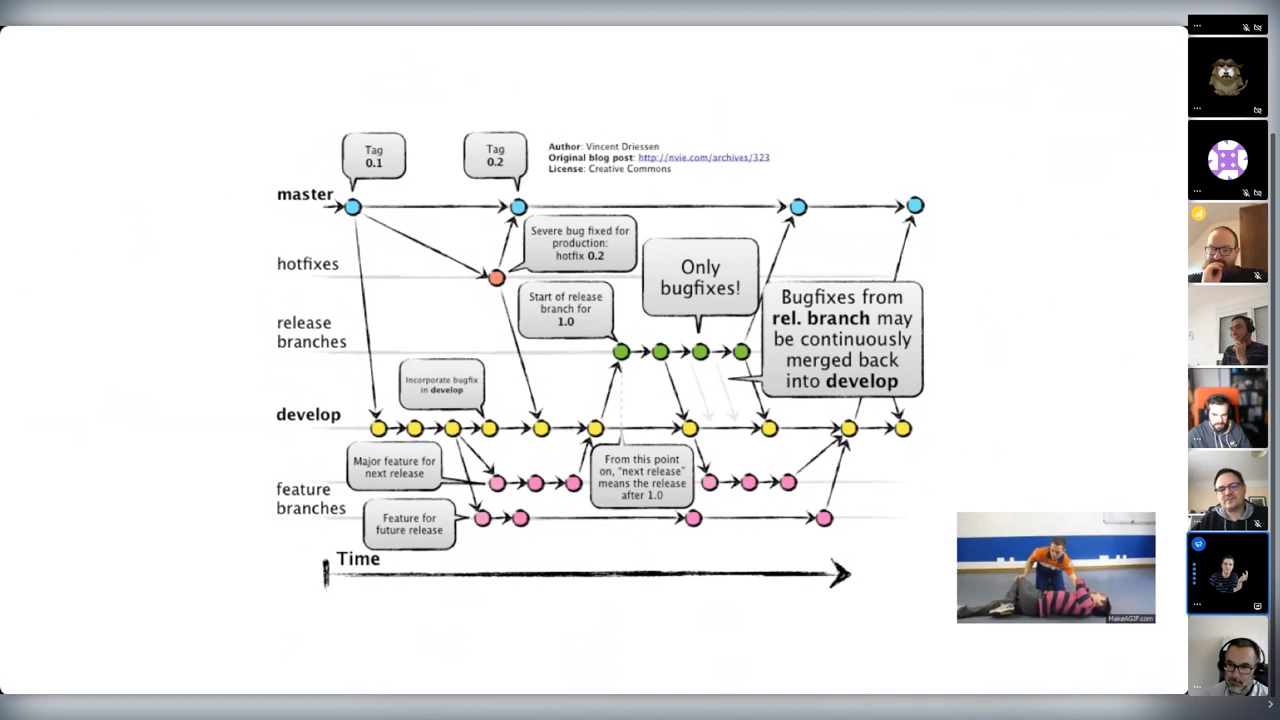 Tag
0.1
Tag
0.2
Author: Vincent Driessen
Original blog post: http://nvie.com/archives/323
License: Creative Commons
master
Severe bug fixed for
production:
hotfix 0.2
hotfixes
Only
bugfixes!
Start of release
branch for
1.0
Bugfixes from
rel. branch may
be continuously
merged back
into develop
release
branches
Incorporate bugfix
in develop
develop
Major feature for
next release
From this point
on, “next release”
means the release
after 1.0
feature
branches
Feature for
future release
Time
MakeAGIF.com